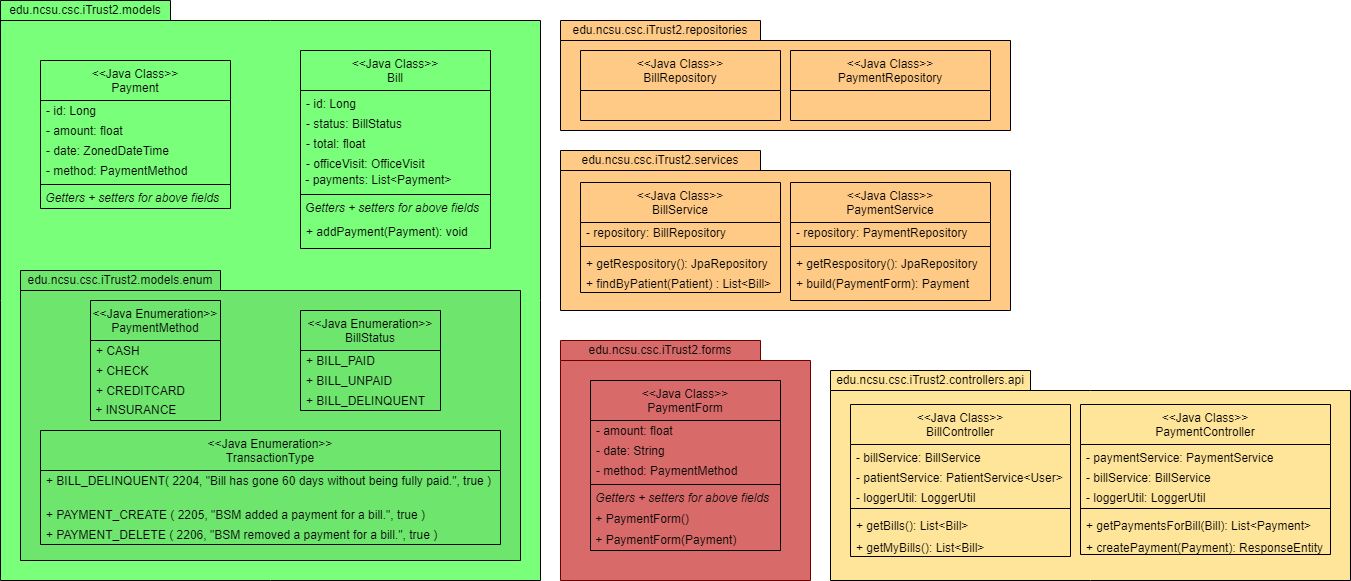 edu.ncsu.csc.iTrust2.models
<<Java Class>>
Payment
- id: Long
- amount: float
- date: ZonedDateTime
- method: PaymentMethod
Getters + setters for above fields
<<Java Class>>
Bill
- id: Long
- status: BillStatus
- total: float
- officeVisit: OfficeVisit
- payments: List<Payment>
Getters + setters for above fields
+ addPayment(Payment): void
edu.ncsu.csc.iTrust2.models.enum
<<Java Enumeration>>
PaymentMethod
+ CASH
+ CHECK
+ CREDITCARD
+ INSURANCE
<<Java Enumeration>>
BillStatus
+ BILL_PAID
+ BILL_UNPAID
+ BILL_DELINQUENT
<<Java Enumeration>>
TransactionType
+ BILL_DELINQUENT( 2204, "Bill has gone 60 days without being fully paid.", true )
+ PAYMENT_CREATE ( 2205, "BSM added a payment for a bill.", true )
+ PAYMENT_DELETE ( 2206, "BSM removed a payment for a bill.", true )
edu.ncsu.csc.iTrust2.repositories
<<Java Class>>
BillRepository
<<Java Class>>
PaymentRepository
edu.ncsu.csc.iTrust2.services
<<Java Class>>
BillService
- repository: BillRepository
+ getRespository(): JpaRepository
+ findByPatient(Patient) : List<Bill>
<<Java Class>>
PaymentService
- repository: PaymentRepository
+ getRespository(): JpaRepository
+ build(PaymentForm): Payment
edu.ncsu.csc.iTrust2.forms
<<Java Class>>
PaymentForm
- amount: float
- date: String
- method: PaymentMethod
Getters + setters for above fields
+ PaymentForm()
+ PaymentForm(Payment)
edu.ncsu.csc.iTrust2.controllers.api
<<Java Class>>
BillController
- billService: BillService
- patientService: PatientService<User>
- loggerUtil: LoggerUtil
+ getBills(): List<Bill>
+ getMyBills(): List<Bill>
<<Java Class>>
PaymentController
- paymentService: PaymentService
- billService: BillService
- loggerUtil: LoggerUtil
+ getPaymentsForBill(Bill): List<Payment>
+ createPayment(Payment): ResponseEntity